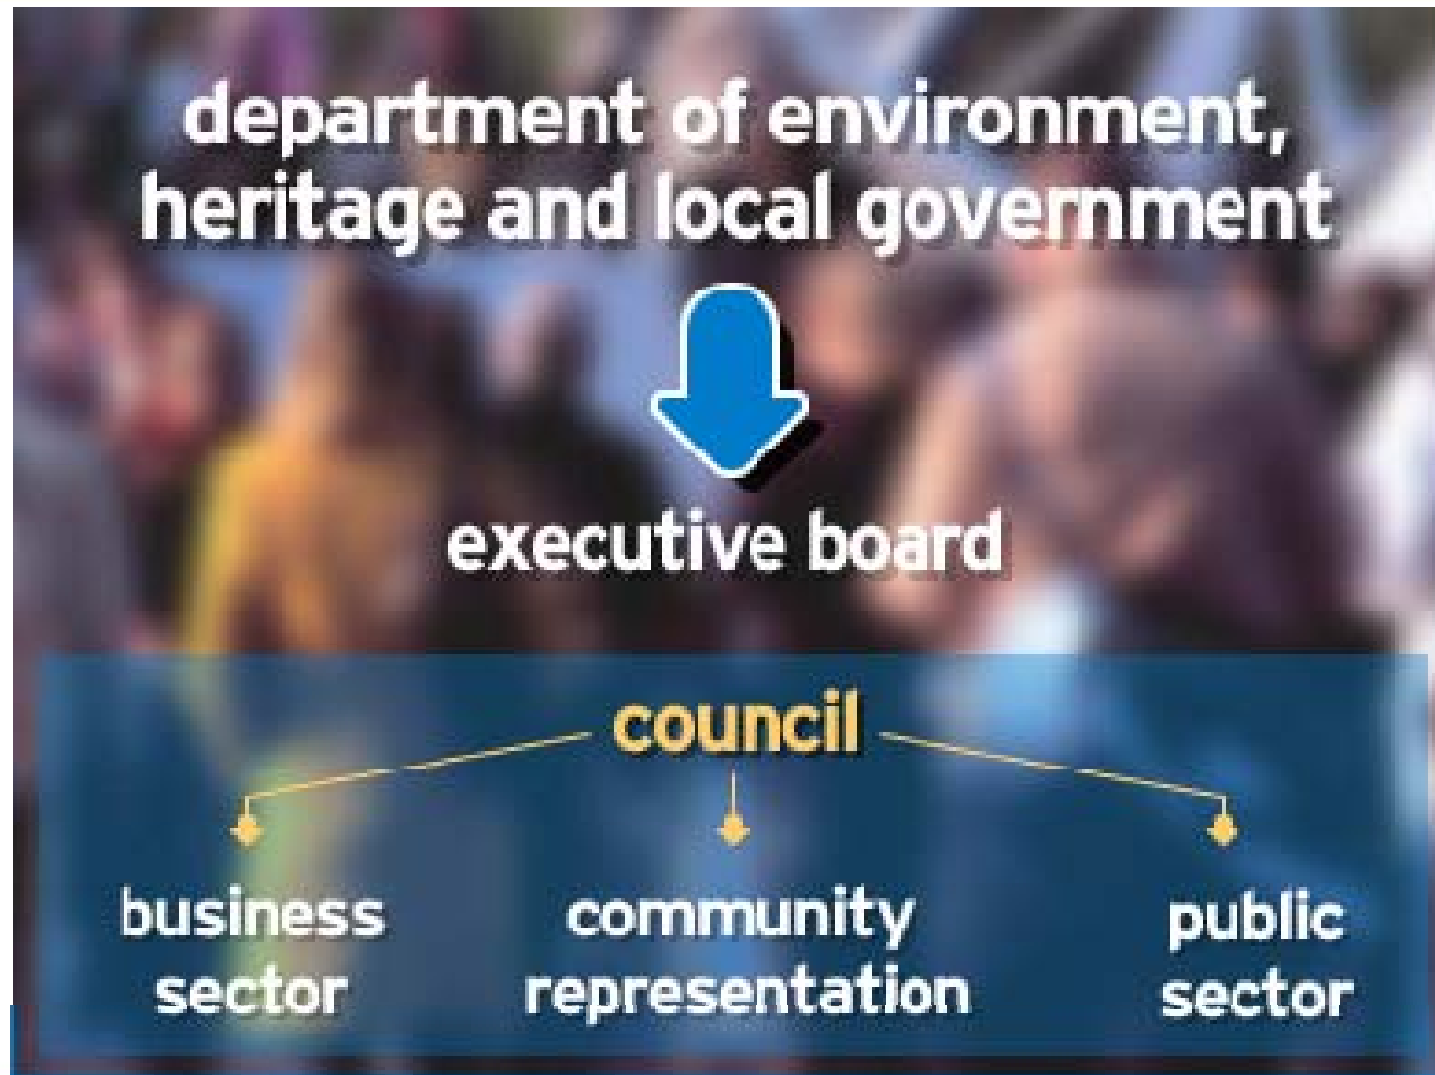 department of environment,
heritage and local government
executive board
council
business
sector
community
representation
public
sector